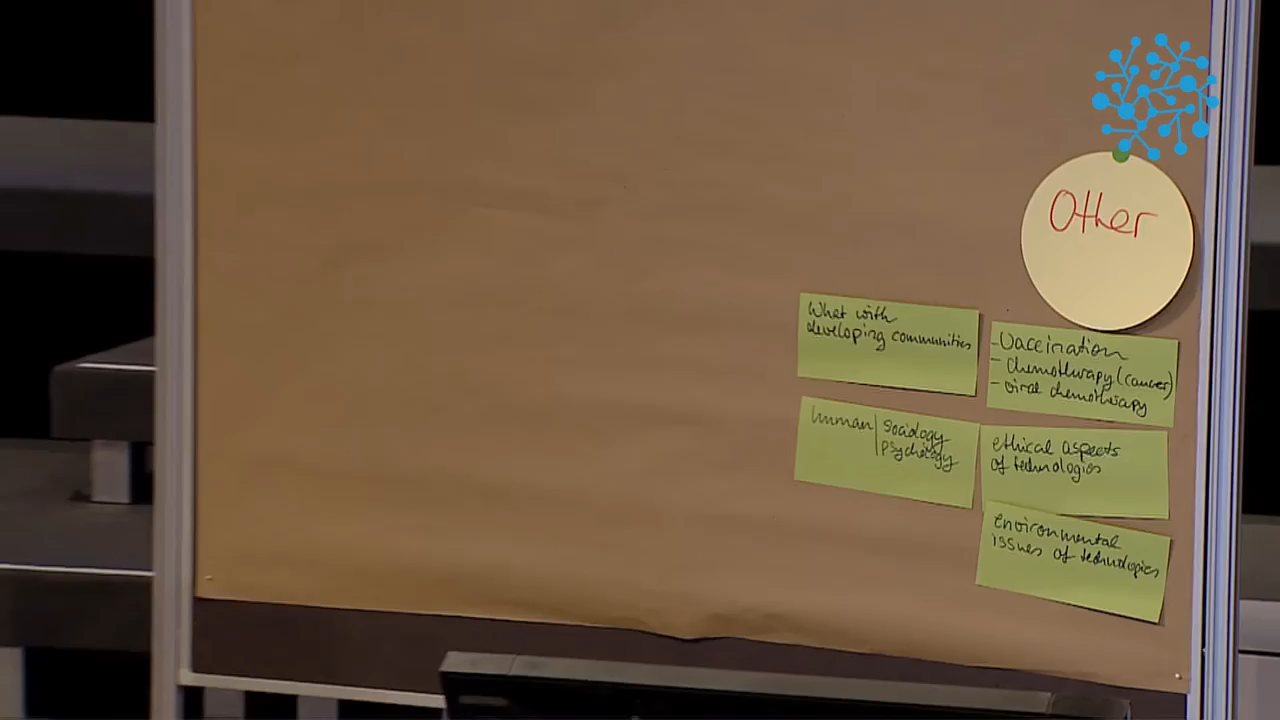 Other
What with
developing communities
- Vaccination
- chemotherapy (cancer)
- viral chemotherapy
human | sociology
psychology
ethical aspects
of technologies
environmental
issues of technologies